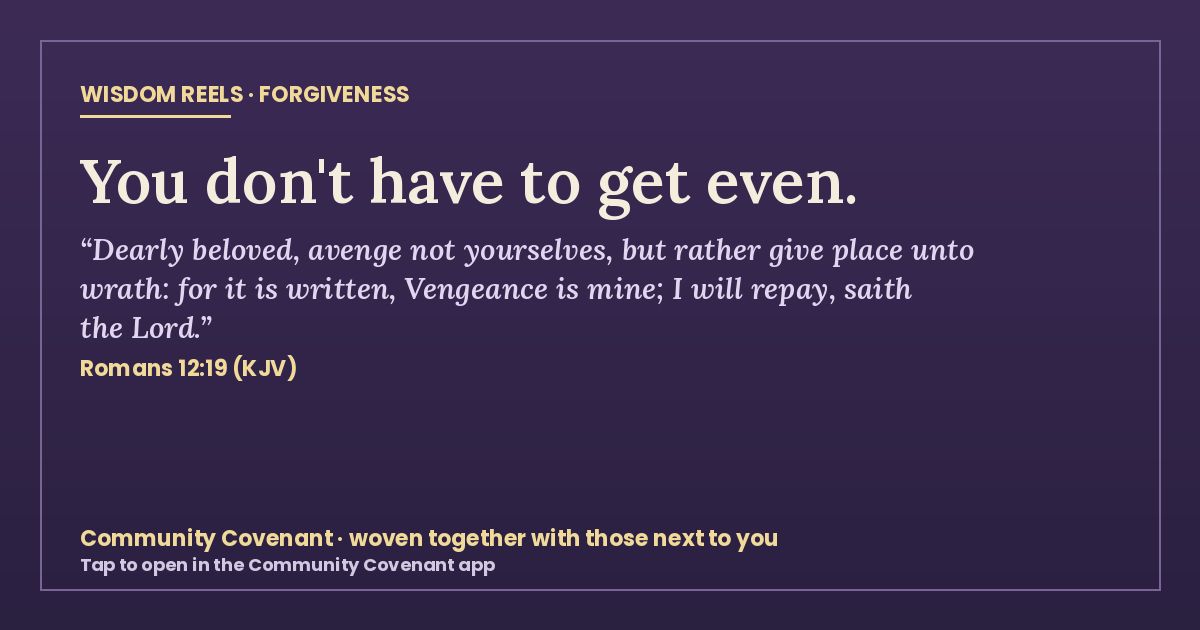 WISDOM REELS · FORGIVENESS
You don't have to get even.
“Dearly beloved, avenge not yourselves, but rather give place unto
wrath: for it is written, Vengeance is mine; I will repay, saith
the Lord.”
Romans 12:19 (KJV)
Community Covenant · woven together with those next to you
Tap to open in the Community Covenant app